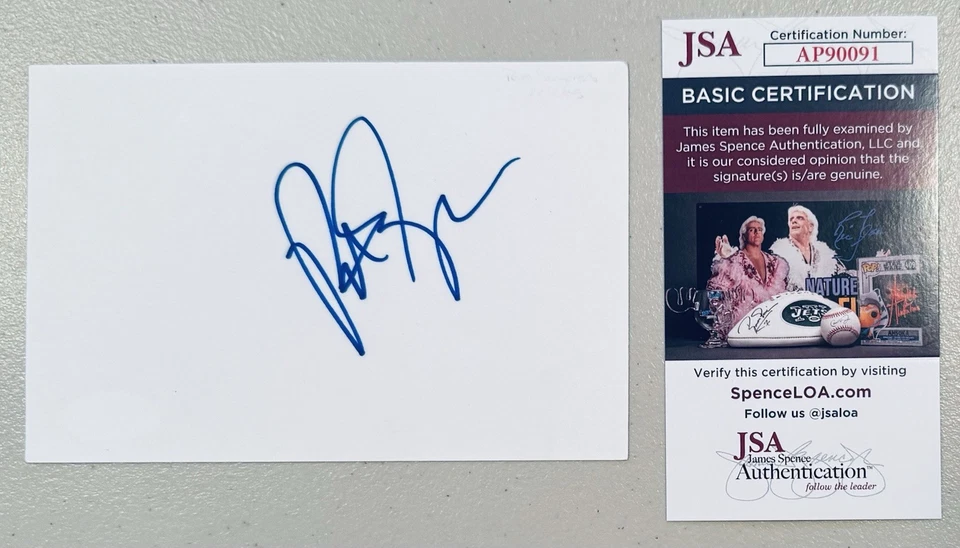 JSA
Certification Number:
AP90091
BASIC CERTIFICATION
This item has been fully examined by
James Spence Authentication, LLC and
it is our considered opinion that the
signature(s) is/are genuine.
NATURE
JETS
Verify this certification by visiting
SpenceLOA.com
Follow us @jsaloa
JSA
James Spence
Authentication™
follow the leader